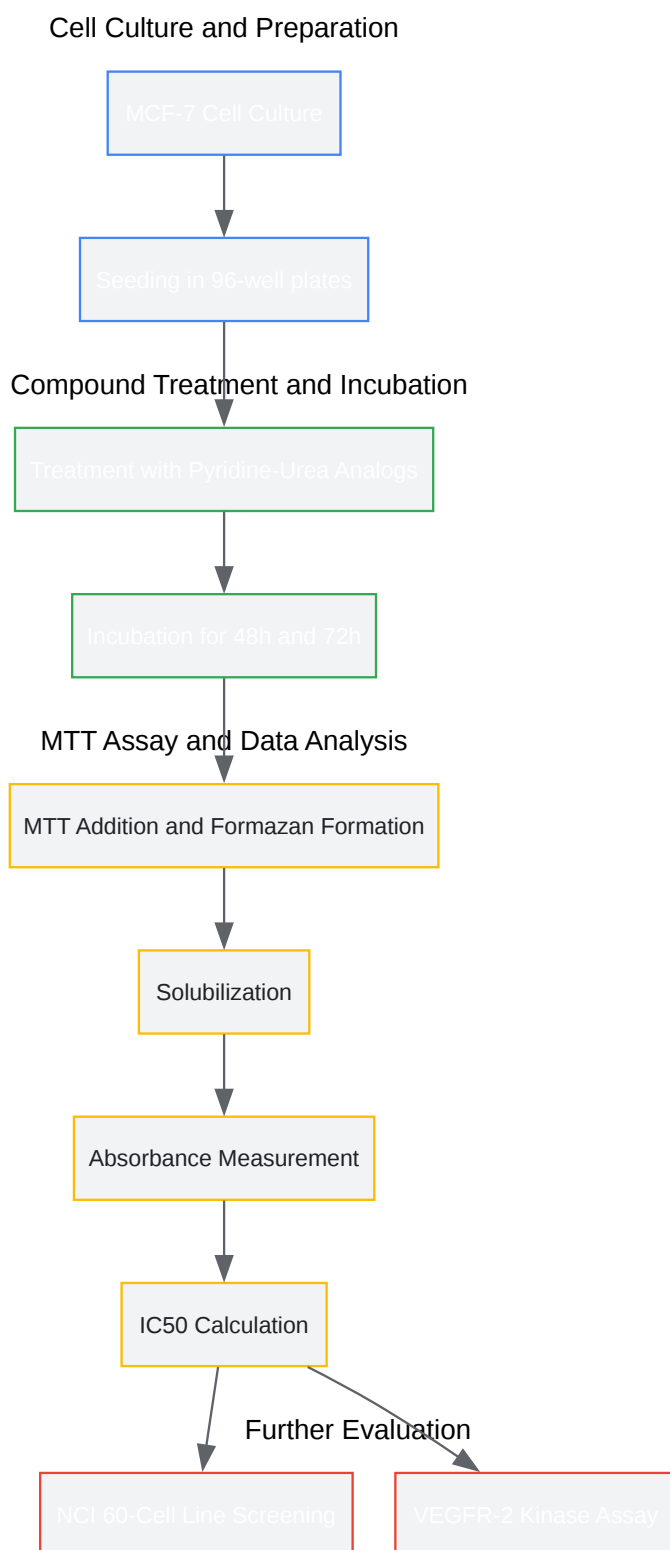 Cell Culture and Preparation
MCF-7 Cell Culture
Seeding in 96-well plates
Compound Treatment and Incubation
Treatment with Pyridine-Urea Analogs
Incubation for 48h and 72h
MTT Assay and Data Analysis
MTT Addition and Formazan Formation
Solubilization
Absorbance Measurement
IC50 Calculation
Further Evaluation
NCI 60-Cell Line Screening
VEGFR-2 Kinase Assay